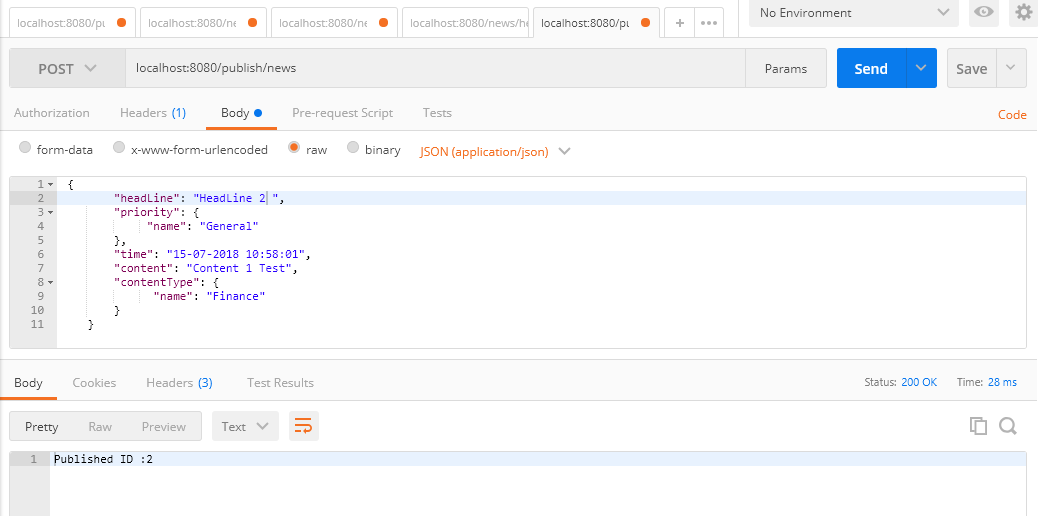 localhost:8080/pu localhost:8080/ne localhost:8080/ne localhost:8080/news/he localhost:8080/pu + ••• No Environment
POST localhost:8080/publish/news Params Send Save
Authorization Headers (1) Body Pre-request Script Tests Code
form-data x-www-form-urlencoded raw binary JSON (application/json)
1 {
2 "headLine": "HeadLine 2 ",
3 "priority": {
4 "name": "General"
5 },
6 "time": "15-07-2018 10:58:01",
7 "content": "Content 1 Test",
8 "contentType": {
9 "name": "Finance"
10 }
11 }
Body Cookies Headers (3) Test Results Status: 200 OK Time: 28 ms
Pretty Raw Preview Text
1 Published ID :2